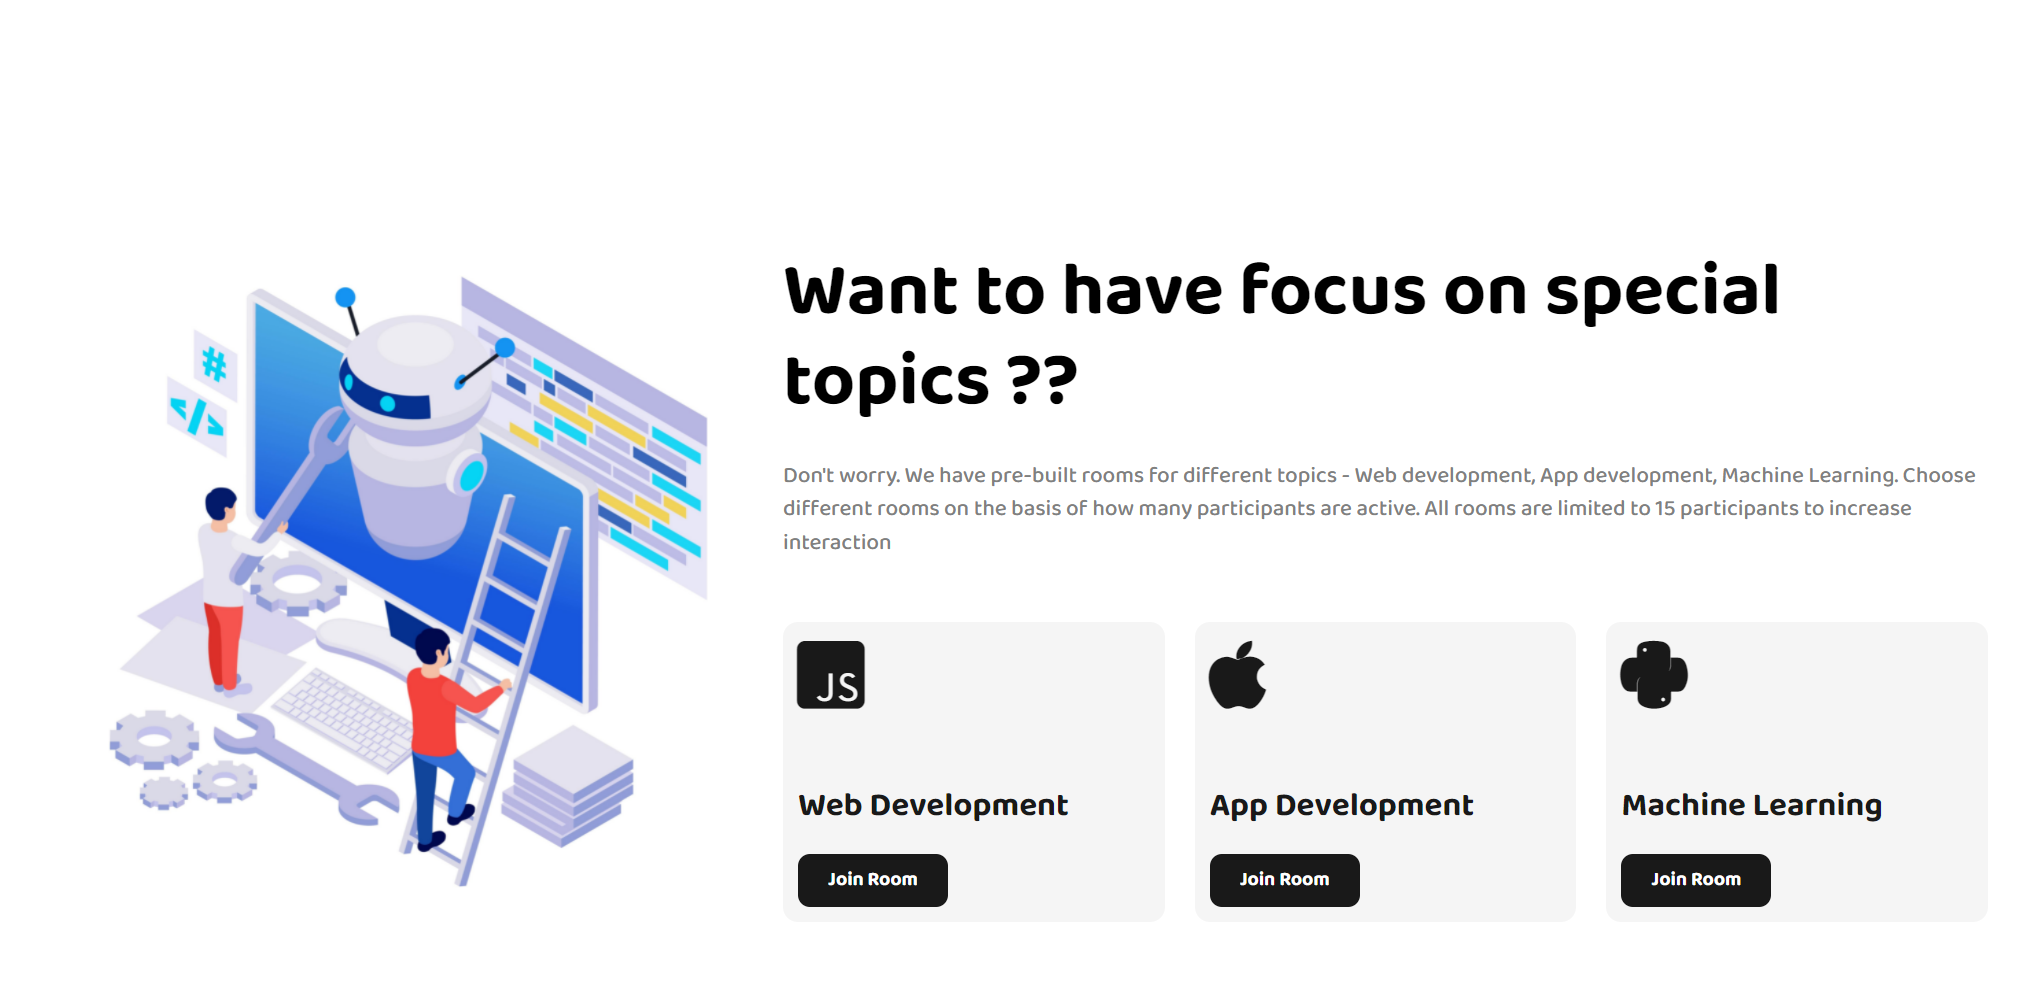 #
</>
Want to have focus on special
topics ??
Don't worry. We have pre-built rooms for different topics - Web development, App development, Machine Learning. Choose
different rooms on the basis of how many participants are active. All rooms are limited to 15 participants to increase
interaction
JS
Web Development
Join Room
App Development
Join Room
Machine Learning
Join Room